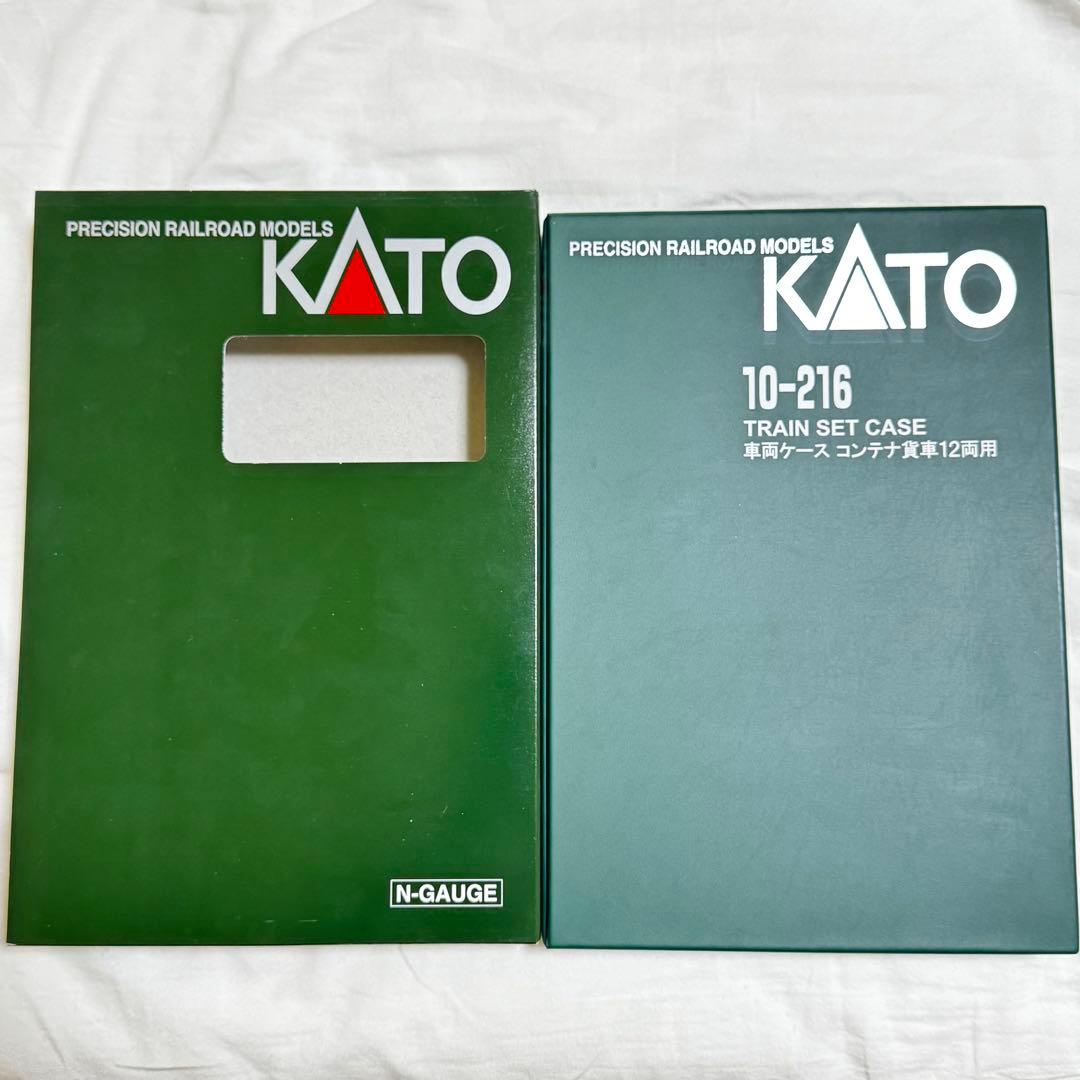 PRECISION RAILROAD MODELS
KATO
N-GAUGE
PRECISION RAILROAD MODELS
KATO
10-216
TRAIN SET CASE
車両ケース コンテナ貨車12両用